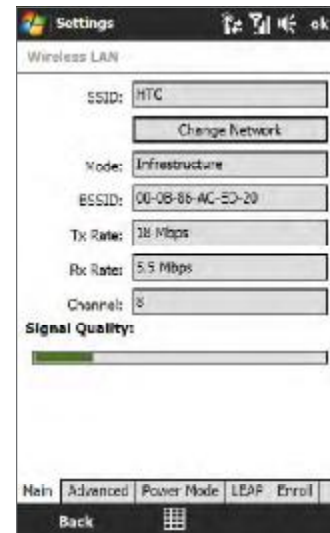 Settings ok
Wireless LAN
SSID: HTC
Change Network
Mode: Infrastructure
BSSID: 00-0B-86-AC-ED-20
Tx Rate: 18 Mbps
Rx Rate: 5.5 Mbps
Channel: 8
Signal Quality:
Main Advanced Power Mode LEAP Enroll
Back